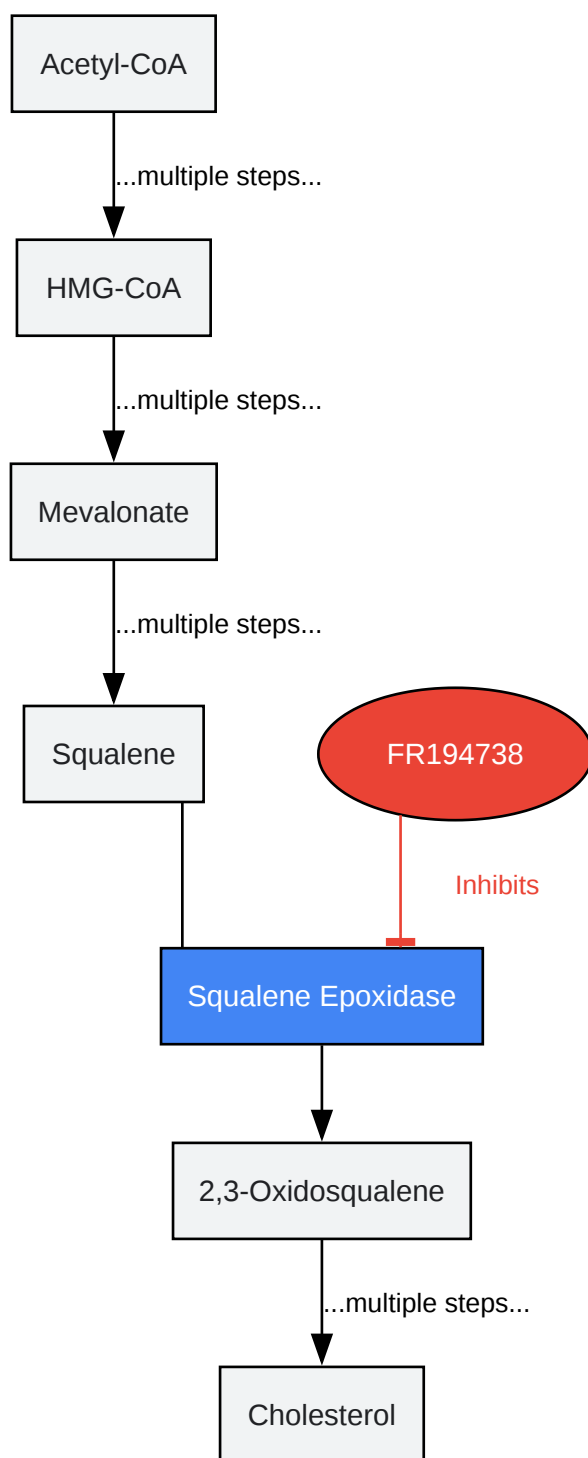 Acetyl-CoA
...multiple steps...
HMG-CoA
...multiple steps...
Mevalonate
...multiple steps...
Squalene
FR194738
Inhibits
Squalene Epoxidase
2,3-Oxidosqualene
...multiple steps...
Cholesterol